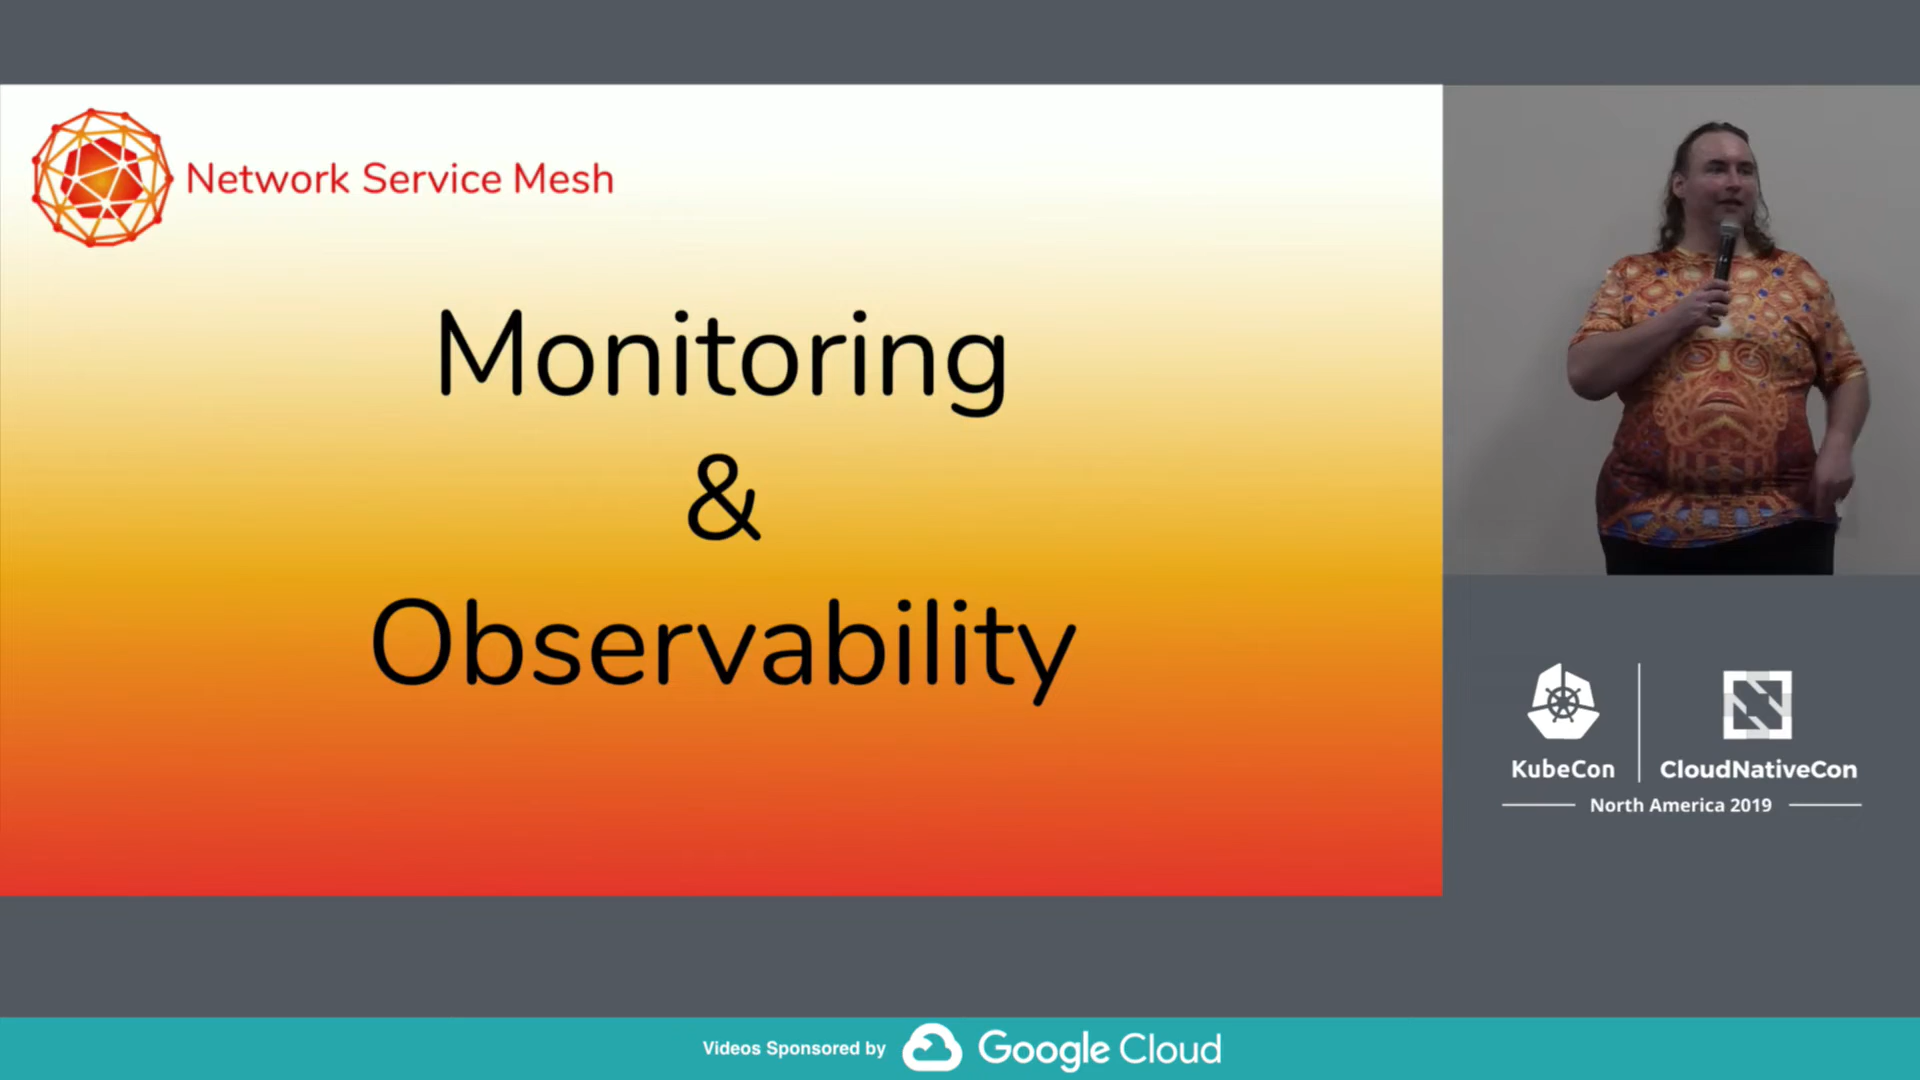 Network Service Mesh
Monitoring
&
Observability
KubeCon
CloudNativeCon
North America 2019
Videos Sponsored by Google Cloud